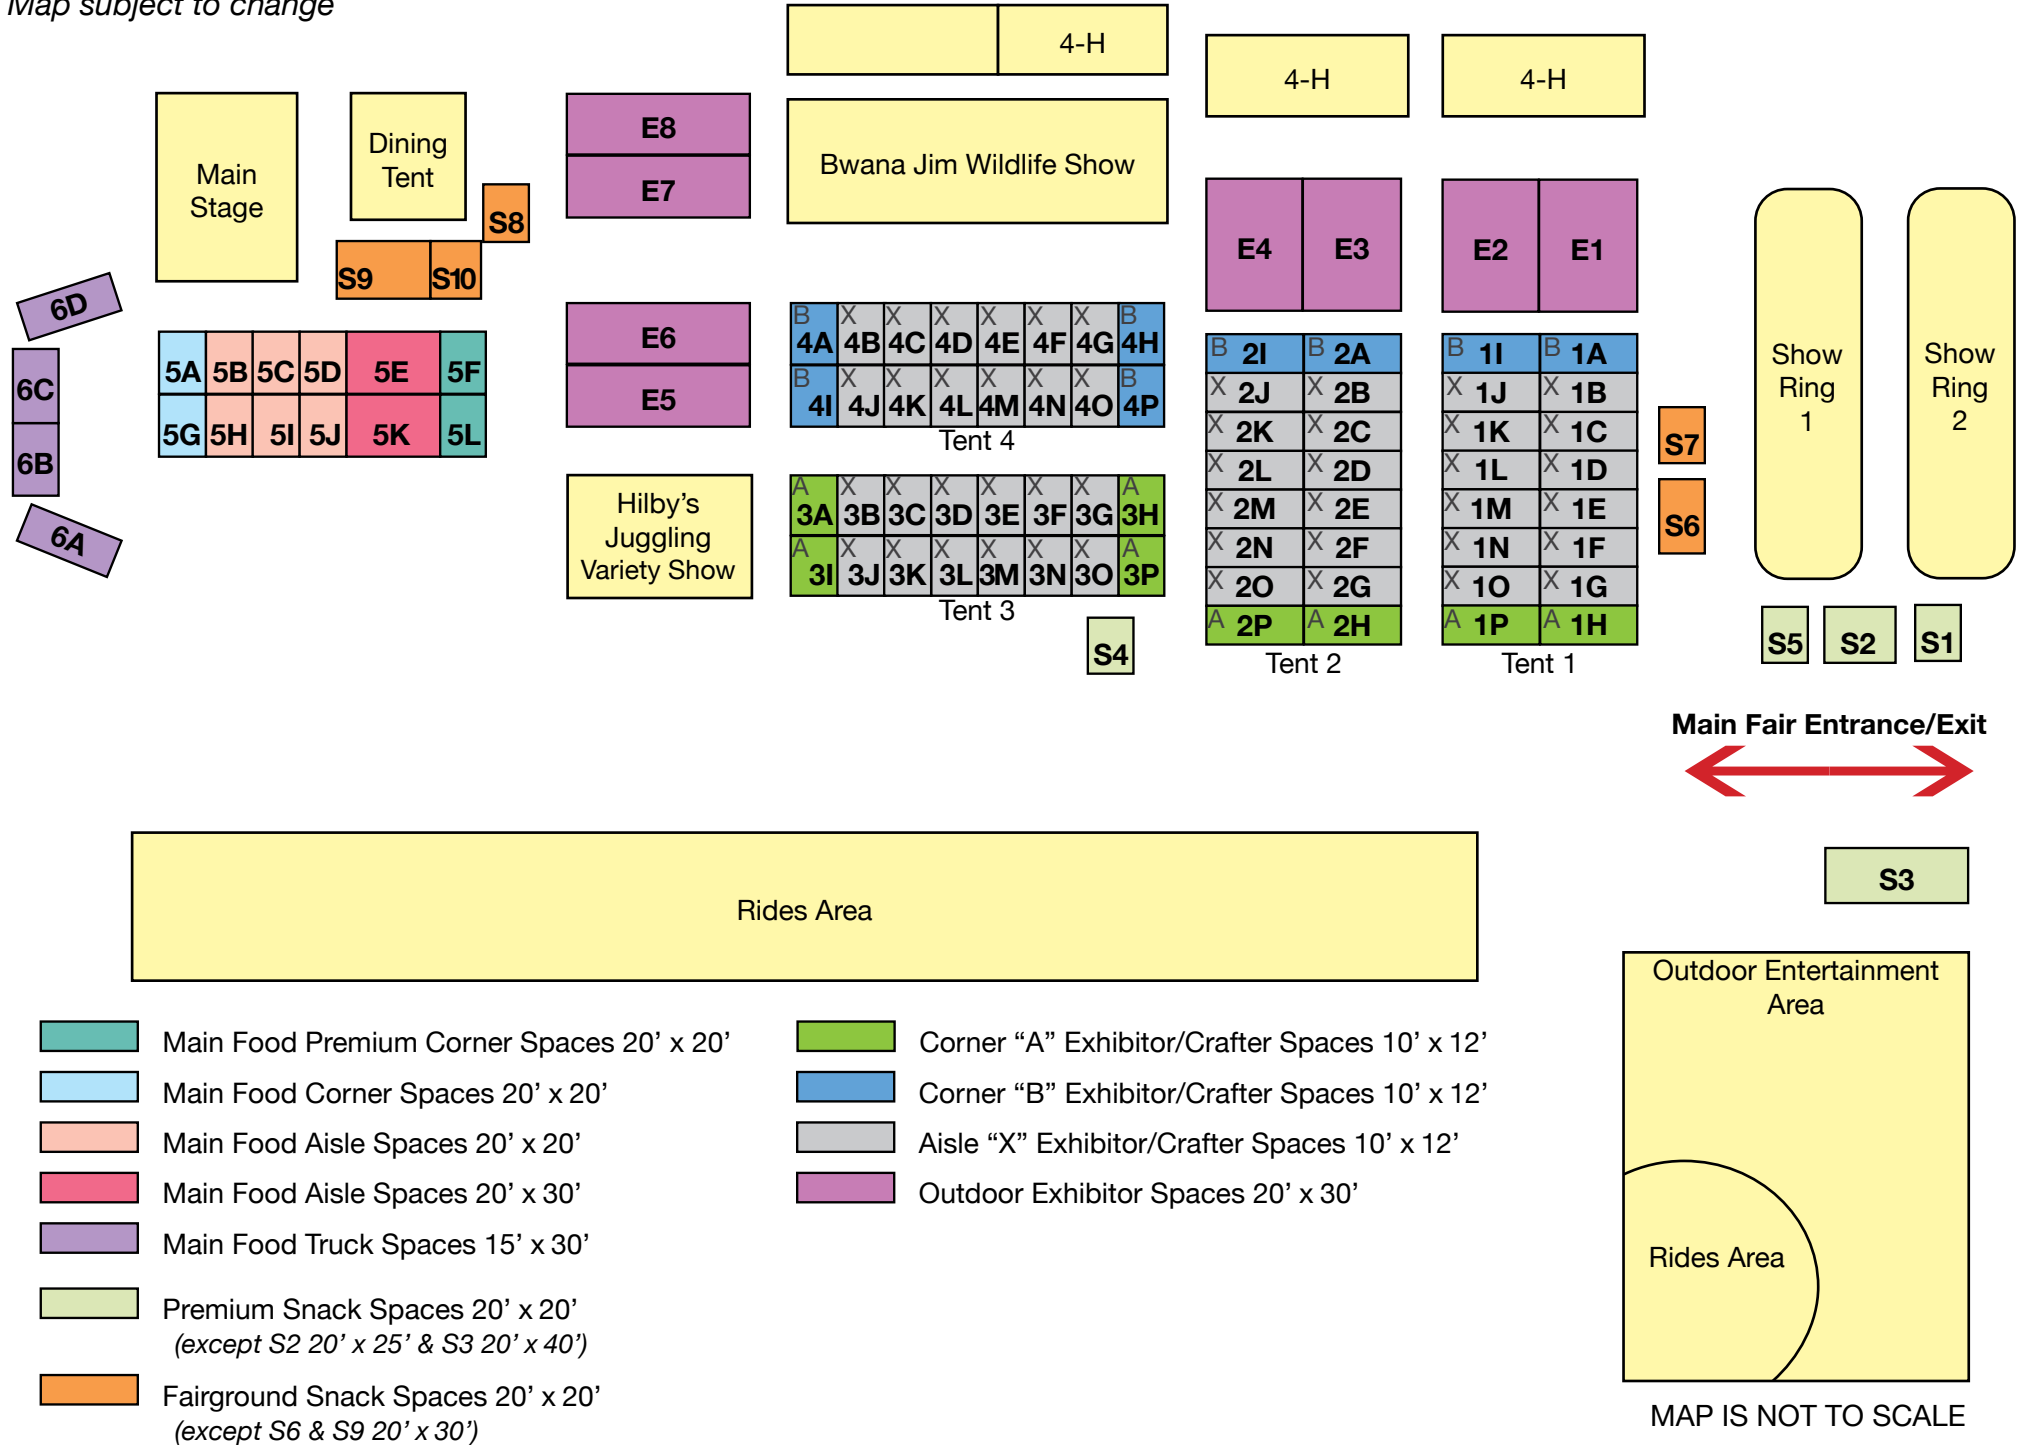 Map subject to change
4-H
4-H
4-H
Main
Stage
Dining
Tent
S8
S9
S10
E8
E7
Bwana Jim Wildlife Show
E4
E3
E2
E1
Show
Ring
1
Show
Ring
2
6D
6C
6B
6A
5A
5B
5C
5D
5E
5F
5G
5H
5I
5J
5K
5L
E6
E5
B 4A
X 4B
X 4C
X 4D
X 4E
X 4F
X 4G
B 4H
B 4I
X 4J
X 4K
X 4L
X 4M
X 4N
X 4O
B 4P
Tent 4
Hilby's
Juggling
Variety Show
A 3A
X 3B
X 3C
X 3D
X 3E
X 3F
X 3G
A 3H
A 3I
X 3J
X 3K
X 3L
X 3M
X 3N
X 3O
A 3P
Tent 3
S4
B 2I
B 2A
X 2J
X 2B
X 2K
X 2C
X 2L
X 2D
X 2M
X 2E
X 2N
X 2F
X 2O
X 2G
A 2P
A 2H
Tent 2
B 1I
B 1A
X 1J
X 1B
X 1K
X 1C
X 1L
X 1D
X 1M
X 1E
X 1N
X 1F
X 1O
X 1G
A 1P
A 1H
Tent 1
S7
S6
S5
S2
S1
Main Fair Entrance/Exit
S3
Rides Area
Outdoor Entertainment
Area
Rides Area
Main Food Premium Corner Spaces 20' x 20'
Main Food Corner Spaces 20' x 20'
Main Food Aisle Spaces 20' x 20'
Main Food Aisle Spaces 20' x 30'
Main Food Truck Spaces 15' x 30'
Premium Snack Spaces 20' x 20'
(except S2 20' x 25' & S3 20' x 40')
Fairground Snack Spaces 20' x 20'
(except S6 & S9 20' x 30')
Corner “A” Exhibitor/Crafter Spaces 10' x 12'
Corner “B” Exhibitor/Crafter Spaces 10' x 12'
Aisle “X” Exhibitor/Crafter Spaces 10' x 12'
Outdoor Exhibitor Spaces 20' x 30'
MAP IS NOT TO SCALE